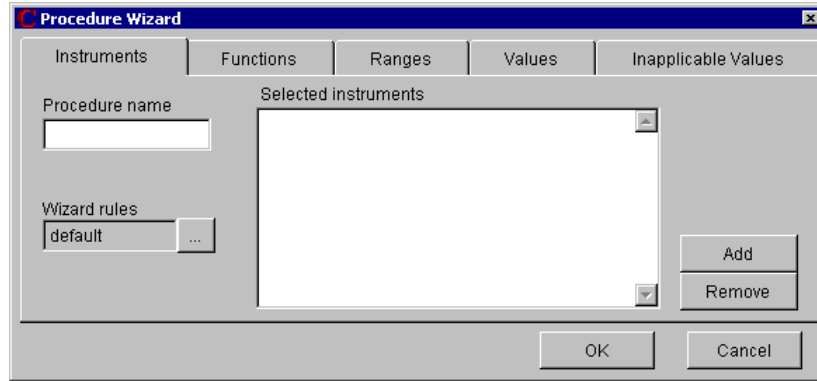 Procedure Wizard
Instruments
Functions
Ranges
Values
Inapplicable Values
Procedure name
Selected instruments
Wizard rules
default
...
Add
Remove
OK
Cancel